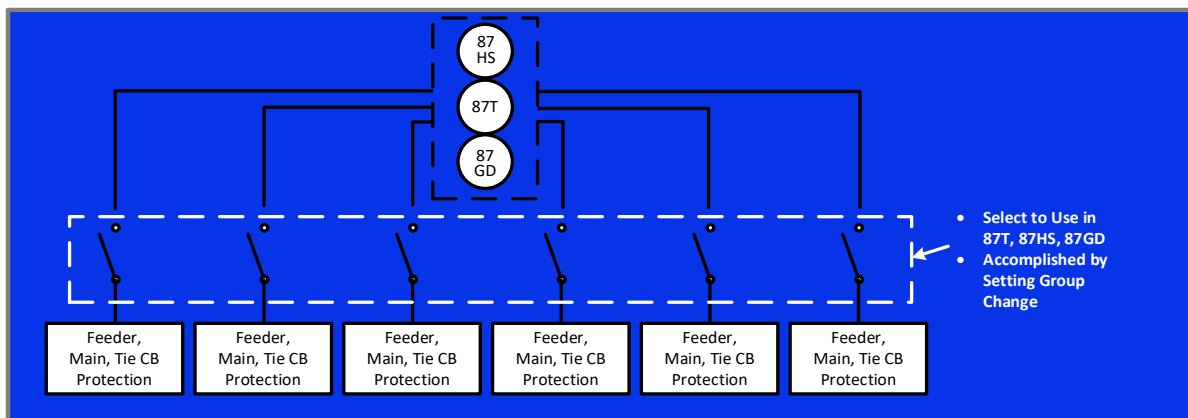 87
HS
87T
87
GD
• Select to Use in
87T, 87HS, 87GD
• Accomplished by
Setting Group
Change
Feeder,
Main, Tie CB
Protection
Feeder,
Main, Tie CB
Protection
Feeder,
Main, Tie CB
Protection
Feeder,
Main, Tie CB
Protection
Feeder,
Main, Tie CB
Protection
Feeder,
Main, Tie CB
Protection